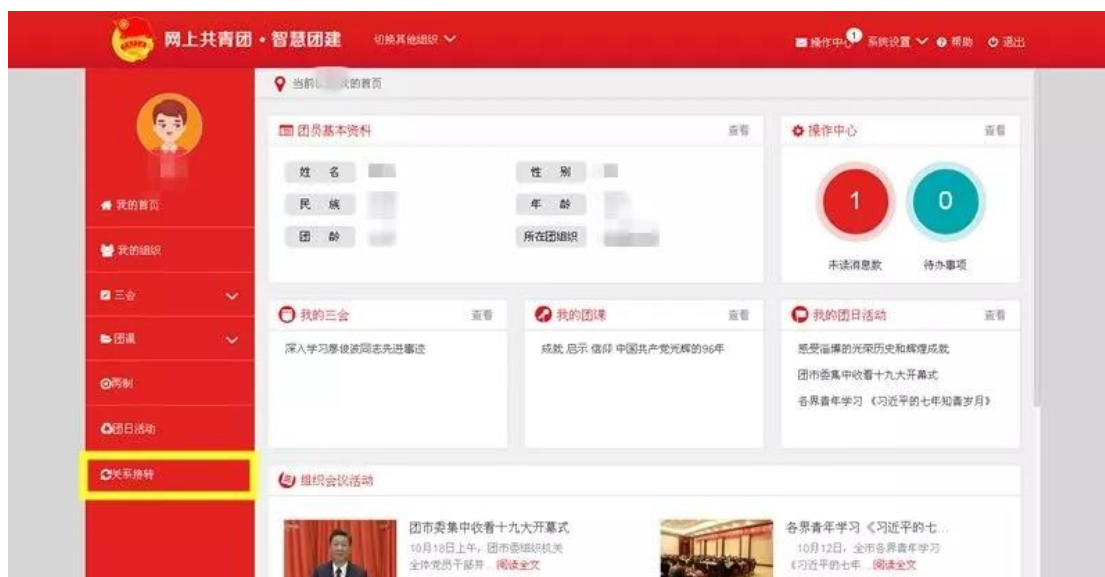 网上共青团·智慧团建
切换其他组织
操作中心
1
系统设置
帮助
退出
当前
我的首页
团员基本资料
查看
姓 名
性 别
民 族
年 龄
团 龄
所在团组织
操作中心
查看
1
0
未读消息数
待办事项
我的首页
我的组织
三会
团课
两制
团日活动
关系接转
我的三会
查看
深入学习廖俊波同志先进事迹
我的团课
查看
成就 启示 信仰 中国共产党光辉的96年
我的团日活动
查看
感受淄博的光荣历史和辉煌成就
团市委集中收看十九大开幕式
各界青年学习《习近平的七年知青岁月》
组织会议活动
团市委集中收看十九大开幕式
10月18日上午，团市委组织机关
全体党员干部并...阅读全文
各界青年学习《习近平的七...
10月12日，全市各界青年学习
《习近平的七年...阅读全文